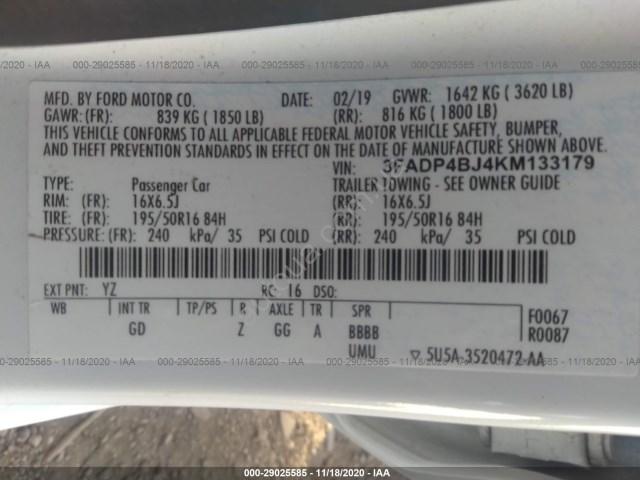 000-29025585 - 11/18/2020 - IAA
MFD. BY FORD MOTOR CO. DATE: 02/19 GVWR: 1642 KG ( 3620 LB)
GAWR: (FR): 839 KG ( 1850 LB) (RR): 816 KG ( 1800 LB)
THIS VEHICLE CONFORMS TO ALL APPLICABLE FEDERAL MOTOR VEHICLE SAFETY, BUMPER,
AND THEFT PREVENTION STANDARDS IN EFFECT ON THE DATE OF MANUFACTURE SHOWN ABOVE.
VIN: 3FADP4BJ4KM133179
TYPE: Passenger Car TRAILER TOWING - SEE OWNER GUIDE
RIM: (FR): 16X6.5J (RR): 16X6.5J
TIRE: (FR): 195/50R16 84H (RR): 195/50R16 84H
PRESSURE: (FR): 240 kPa/ 35 PSI COLD (RR): 240 kPa/ 35 PSI COLD
EXT PNT: YZ RC: 16 DSO:
WB INT TR TP/PS R AXLE TR SPR F0067
GD Z GG A BBBB R0087
UMU ▽ 5U5A-3520472-AA
000-29025585 - 11/18/2020 - IAA
000-29025585 - 11/18/2020 - IAA